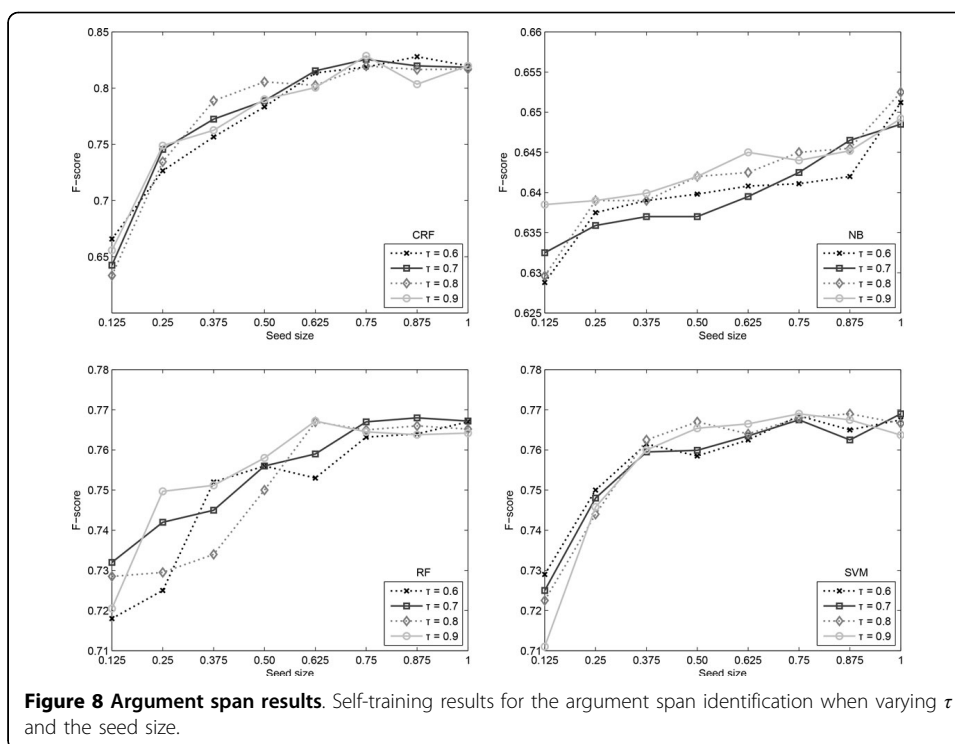 0.85
0.8
0.75
0.7
0.65
F-score
CRF
τ = 0.6
τ = 0.7
τ = 0.8
τ = 0.9
0.125 0.25 0.375 0.50 0.625 0.75 0.875 1
Seed size
0.66
0.655
0.65
0.645
0.64
0.635
0.63
0.625
F-score
NB
τ = 0.6
τ = 0.7
τ = 0.8
τ = 0.9
0.125 0.25 0.375 0.50 0.625 0.75 0.875 1
Seed size
0.78
0.77
0.76
0.75
0.74
0.73
0.72
0.71
F-score
RF
τ = 0.6
τ = 0.7
τ = 0.8
τ = 0.9
0.125 0.25 0.375 0.50 0.625 0.75 0.875 1
Seed size
0.78
0.77
0.76
0.75
0.74
0.73
0.72
0.71
F-score
SVM
τ = 0.6
τ = 0.7
τ = 0.8
τ = 0.9
0.125 0.25 0.375 0.50 0.625 0.75 0.875 1
Seed size
Figure 8 Argument span results. Self-training results for the argument span identification when varying τ
and the seed size.